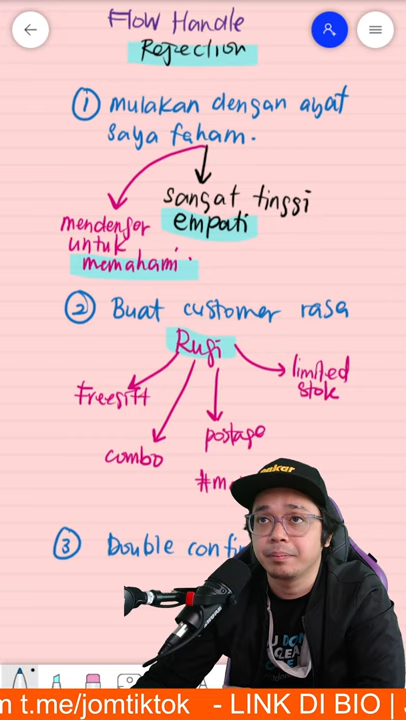 Flow Handle
Rejection
① mulakan dengan ayat
saya faham.
sangat tinggi
empati
mendengar
untuk
memahami.
② Buat customer rasa
Rugi
limited
stok
freegift
postage
combo
③ Double
m t.me/jomtiktok - LINK DI BIO |